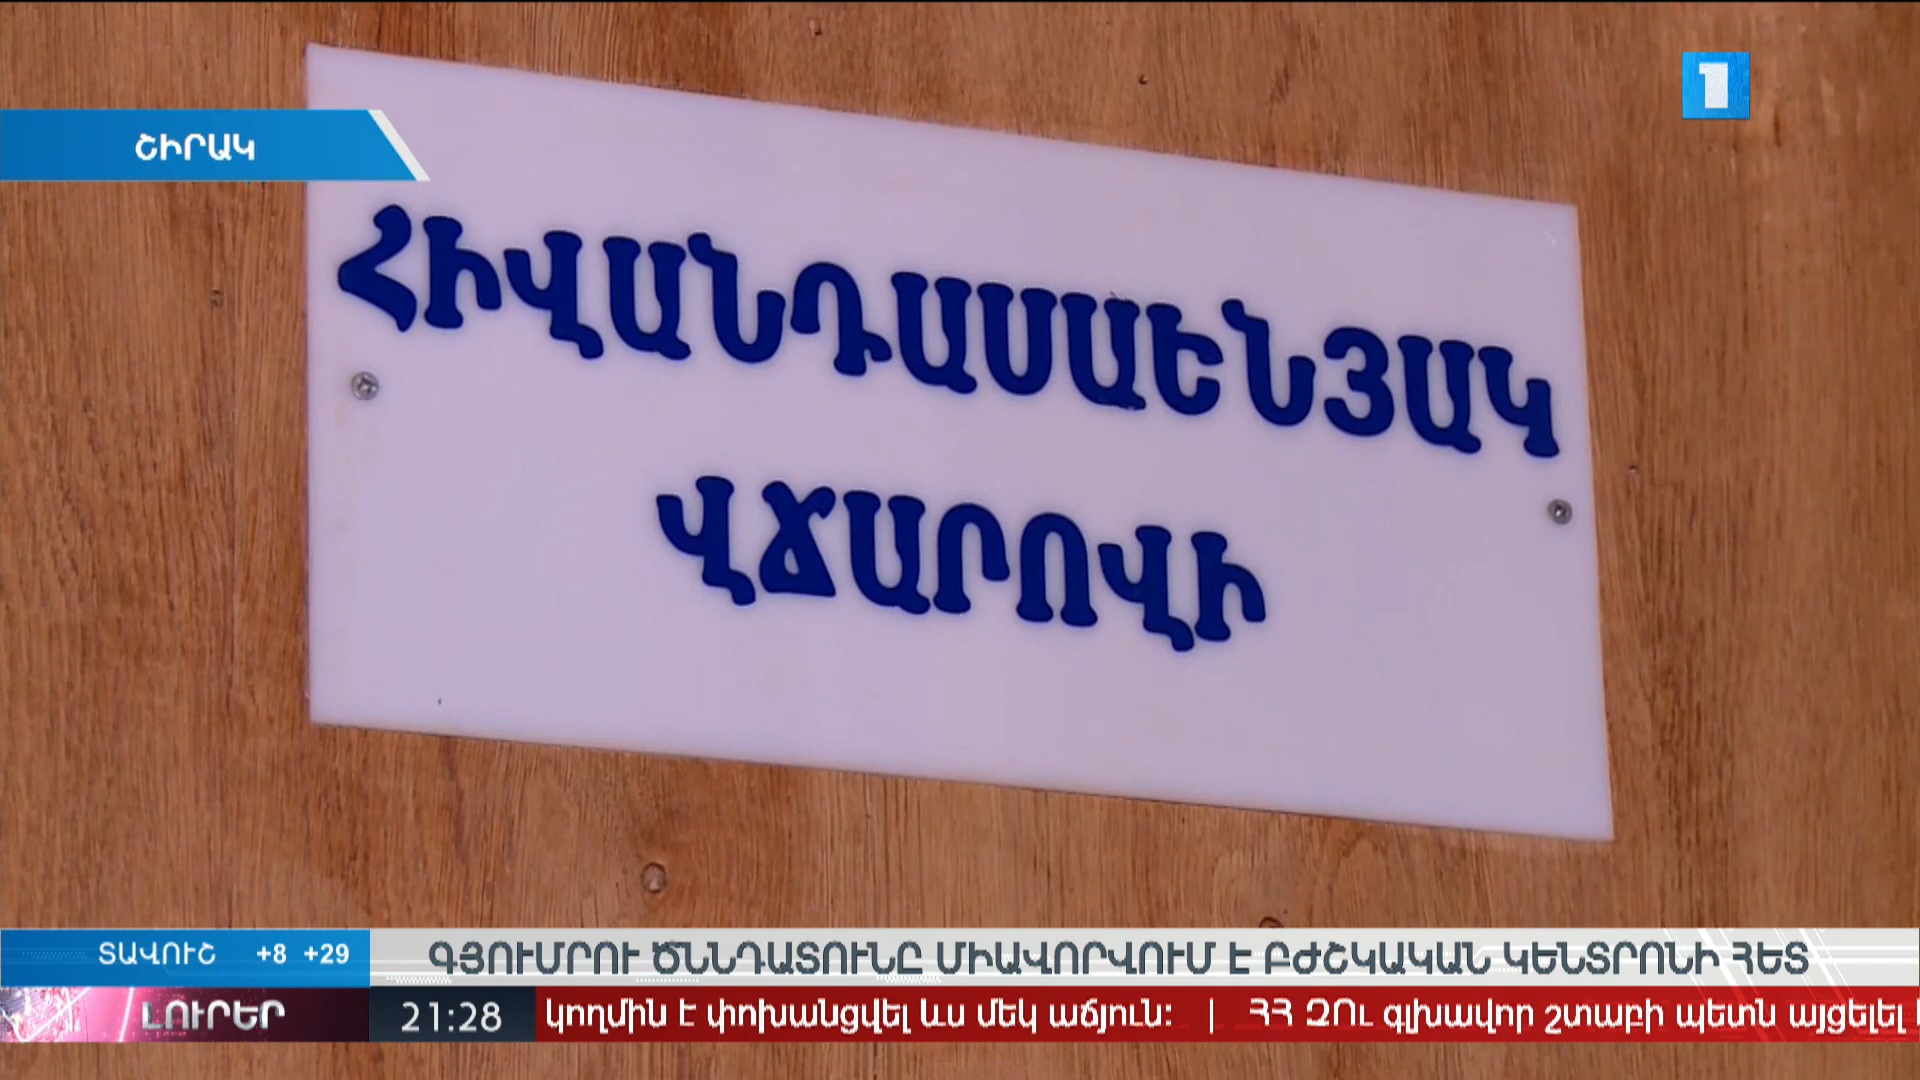 1
ՇԻՐԱԿ
ՀԻՎԱՆԴԱՍԱԵՆՅԱԿ
ՎՃԱՐՈՎԻ
ՏԱՎՈՒՇ +8 +29
ԳՅՈՒՄՐՈՒ ԾՆՆԴԱՏՈՒՆԸ ՄԻԱՎՈՐՎՈՒՄ Է ԲԺՇԿԱԿԱՆ ԿԵՆՏՐՈՆԻ ՀԵՏ
ԼՈՒՐԵՐ 21:28 կողմին է փոխանցվել ևս մեկ աճյուն: | ՀՀ ԶՈւ գլխավոր շտաբի պետն այցելել